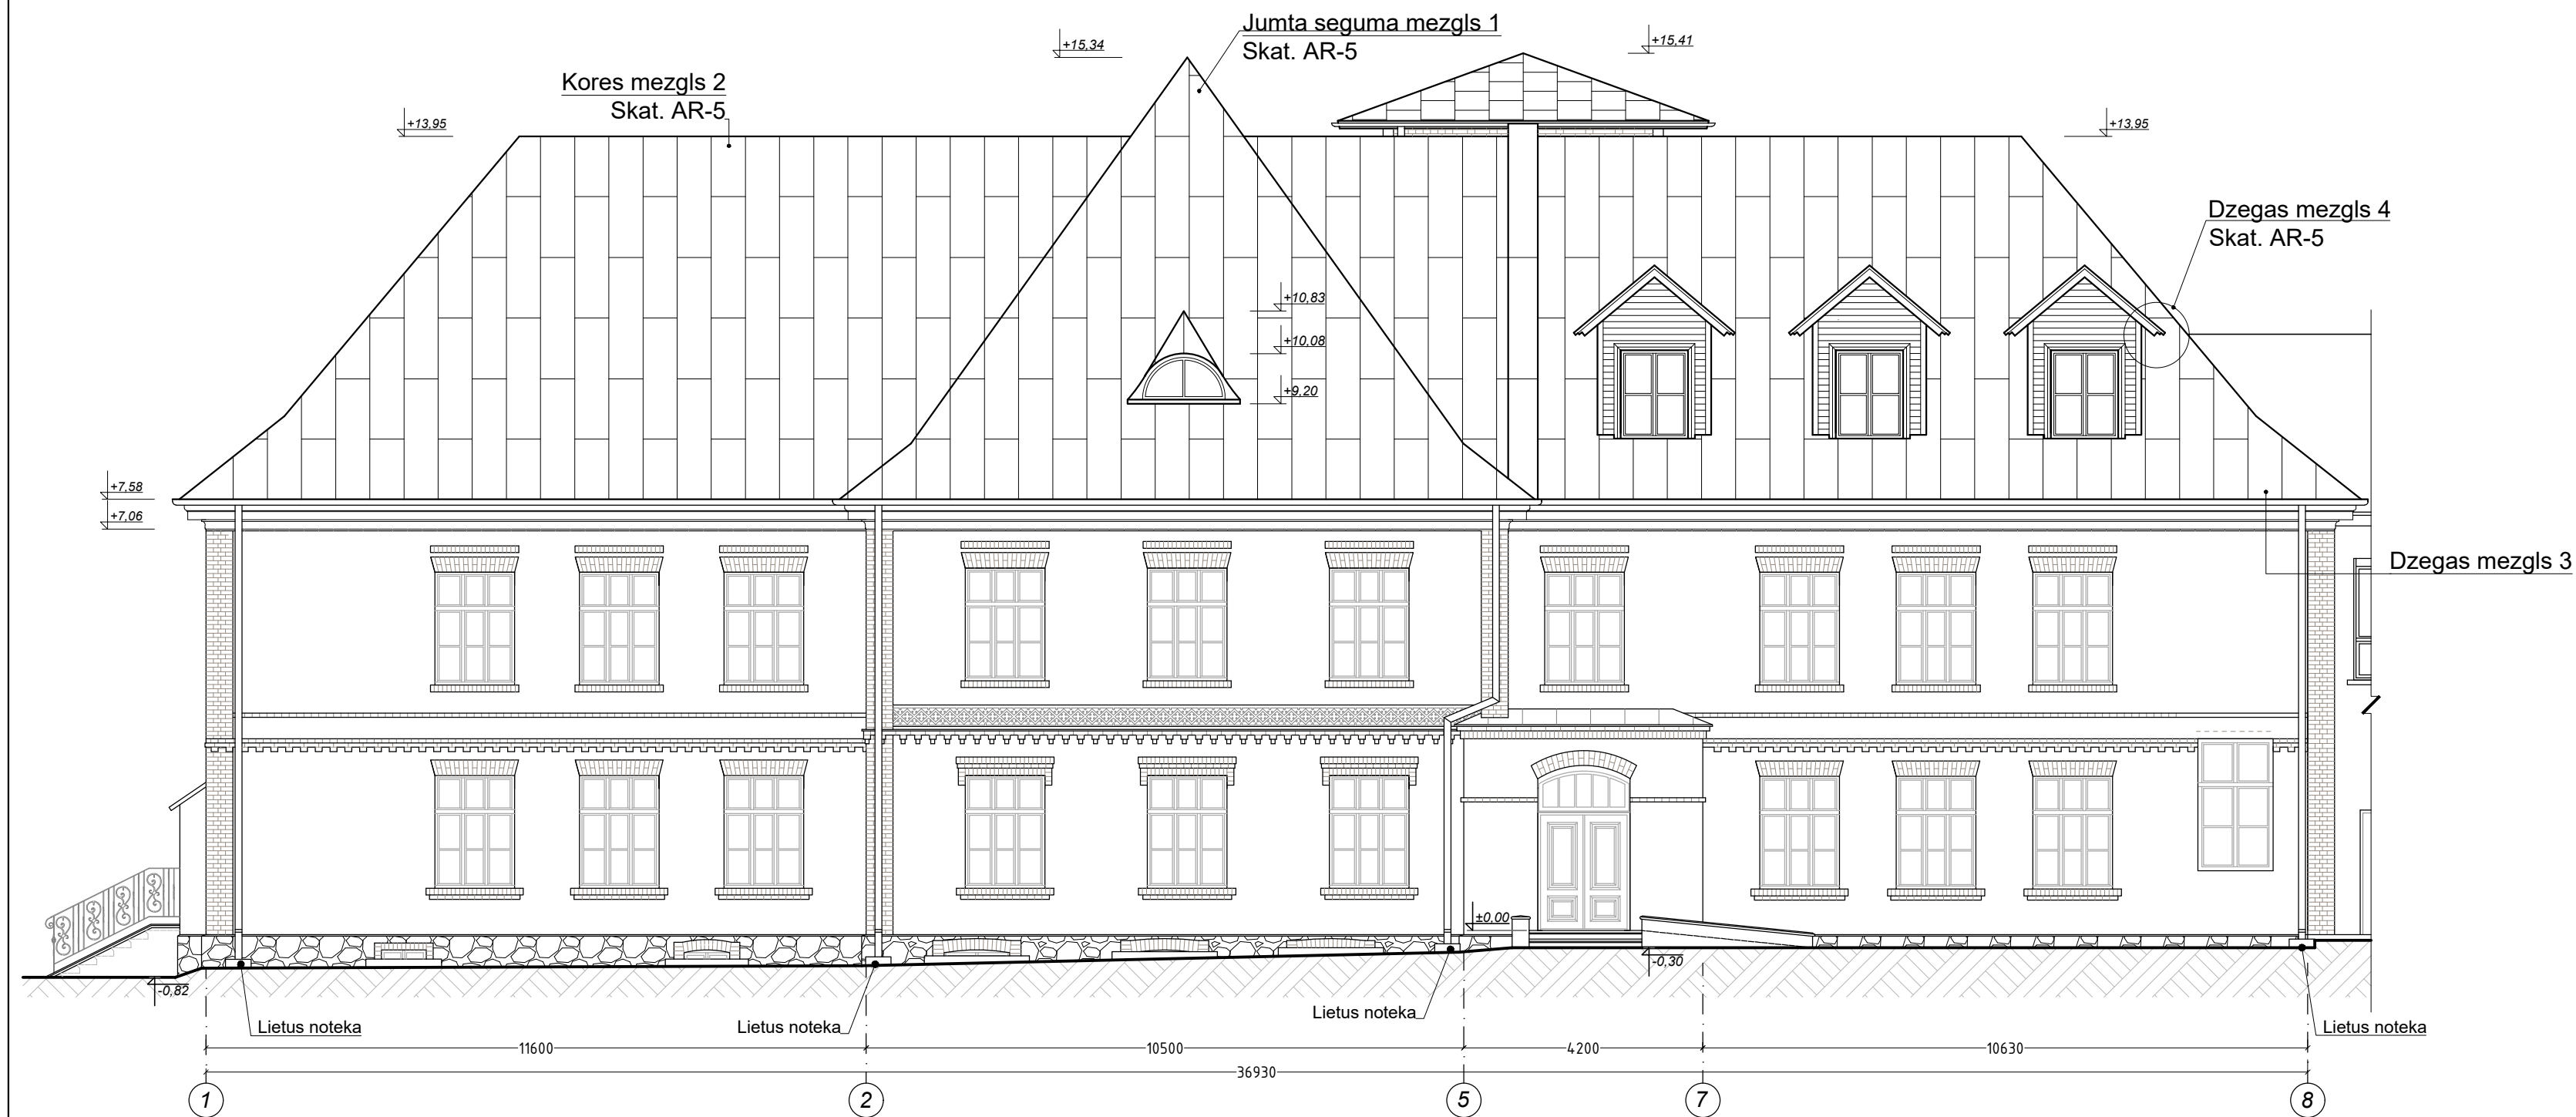 Jumta seguma mezgls 1
Skat. AR-5
+15,34
+15,41
Kores mezgls 2
Skat. AR-5
+13,95
+13,95
Dzegas mezgls 4
Skat. AR-5
+10,83
+10,08
+9,20
+7,58
+7,06
Dzegas mezgls 3
±0,00
-0,30
-0,82
Lietus noteka
Lietus noteka
Lietus noteka
Lietus noteka
11600
10500
4200
10630
36930
1
2
5
7
8